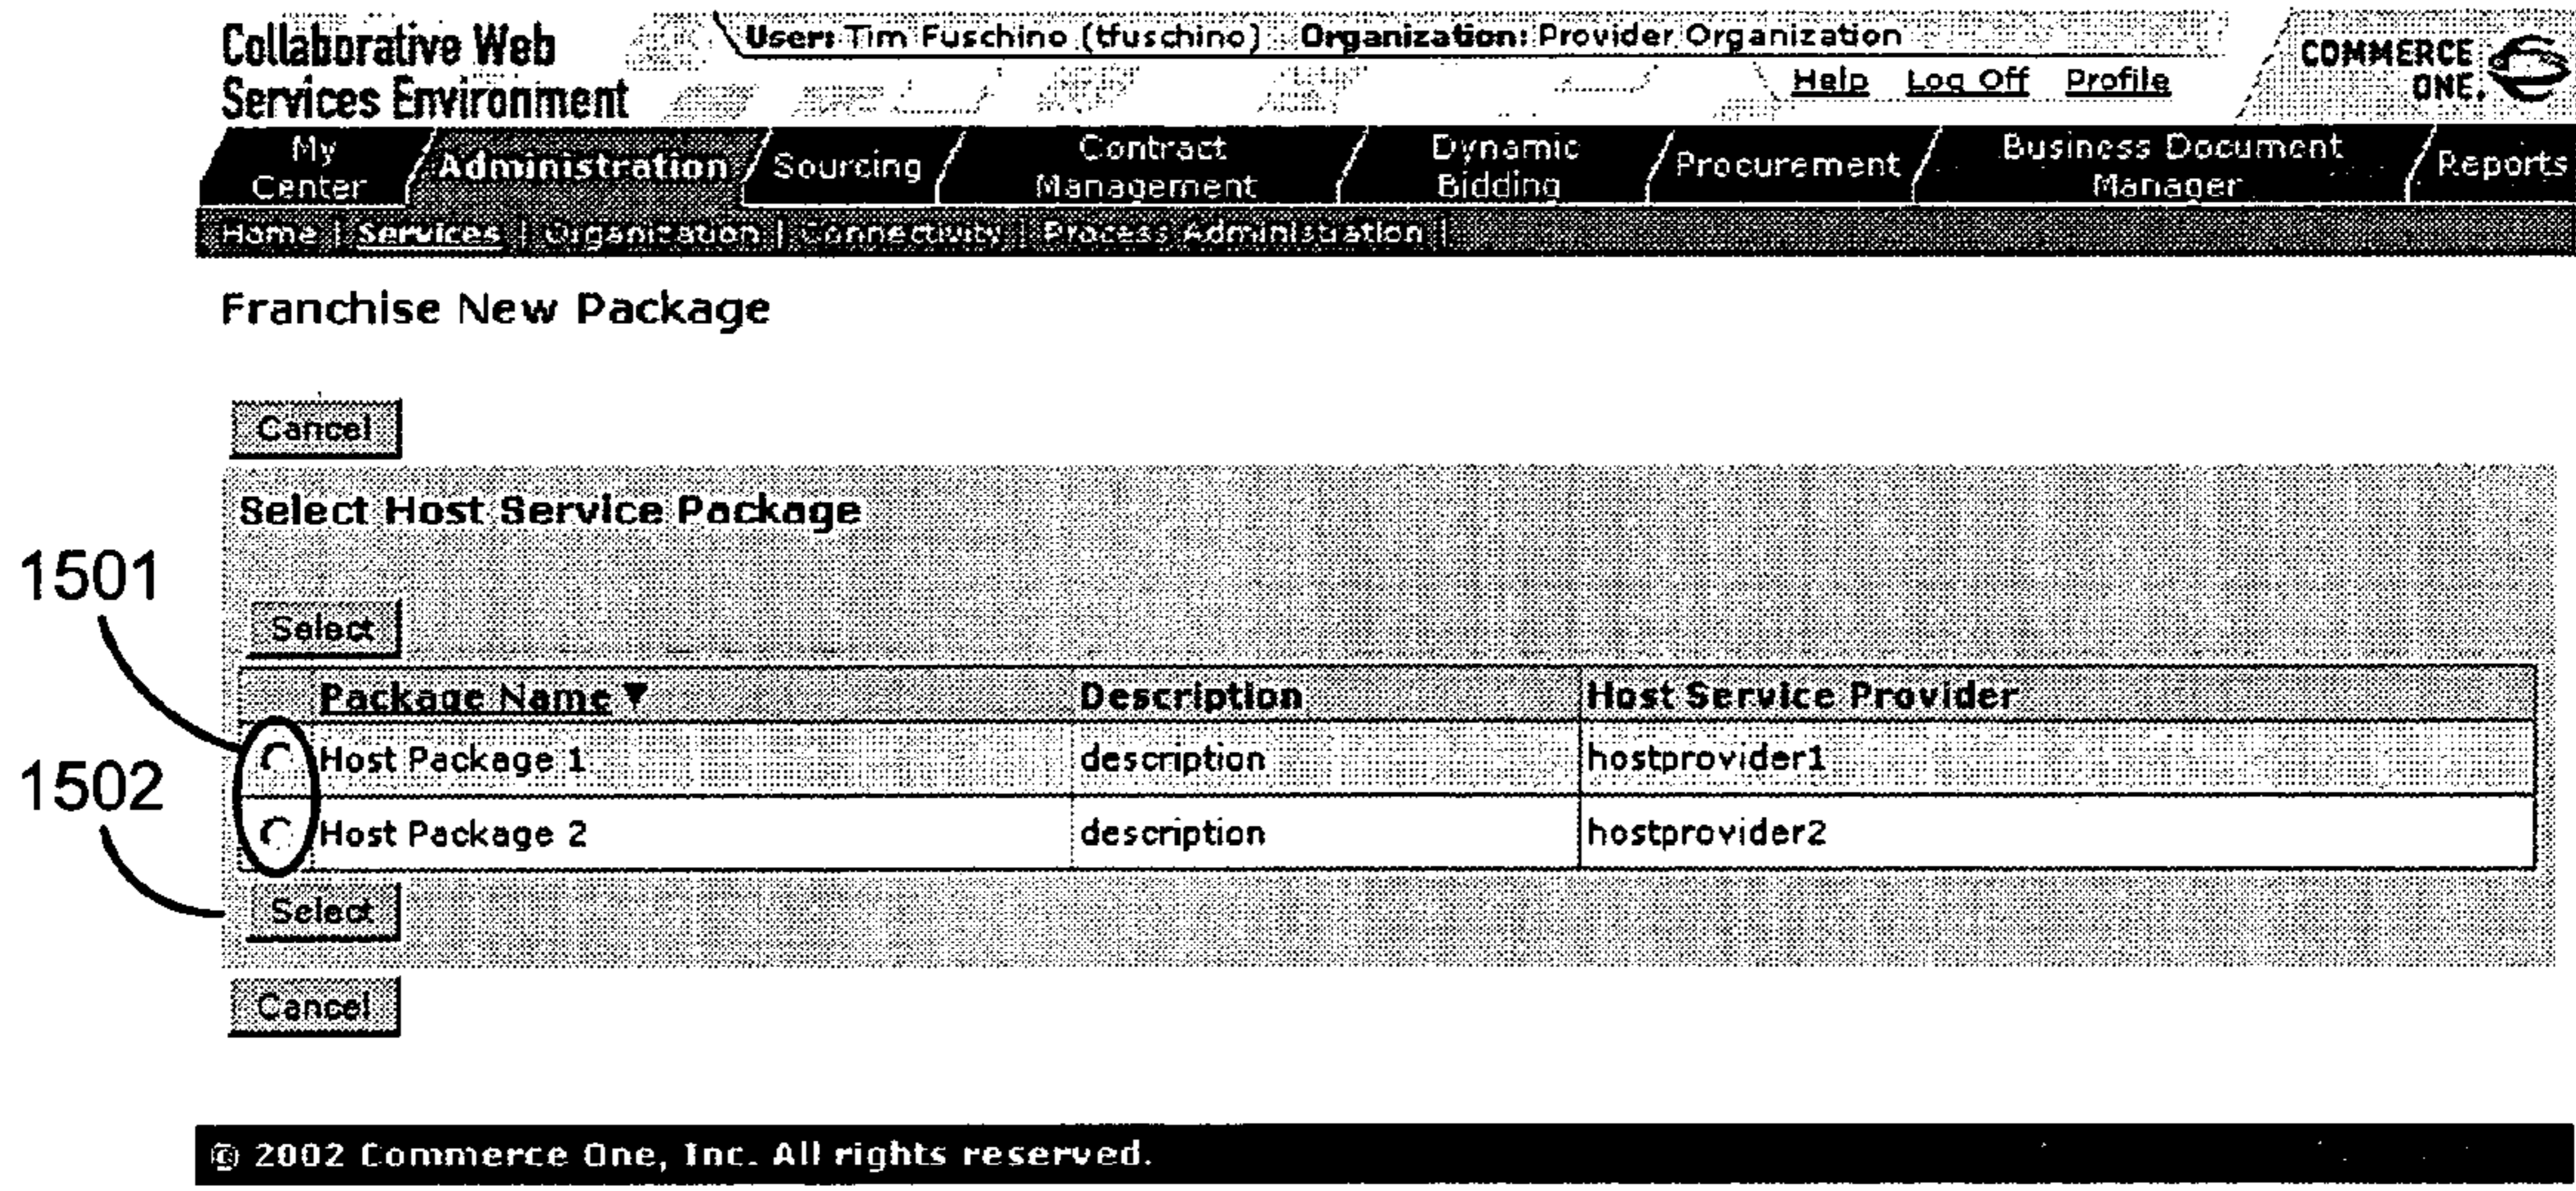 Collaborative Web
Services Environment
User: Tim Fuschino (tfuschino) Organization: Provider Organization
Help Log Off Profile
COMMERCE
ONE.
My
Center
Administration
Sourcing
Contract
Management
Dynamic
Bidding
Procurement
Business Document
Manager
Reports
Home | Services | Organization | Connectivity | Process Administration |
Franchise New Package
Cancel
Select Host Service Package
1501
Select
Package Name ▼ Description Host Service Provider
Host Package 1 description hostprovider1
1502
Host Package 2 description hostprovider2
Select
Cancel
© 2002 Commerce One, Inc. All rights reserved.